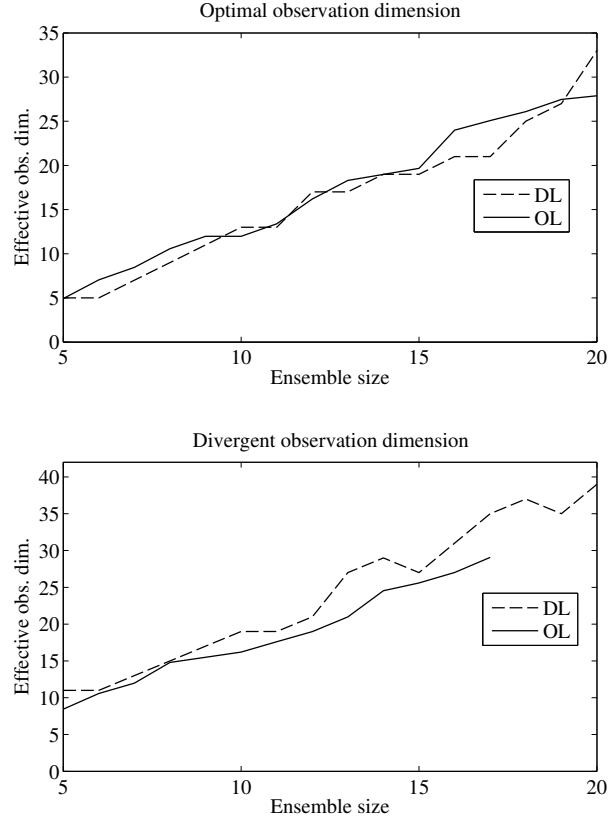 Optimal observation dimension
35
30
25
20
15
10
5
0
Effective obs. dim.
DL
OL
5 10 15 20
Ensemble size
Divergent observation dimension
40
35
30
25
20
15
10
5
0
Effective obs. dim.
DL
OL
5 10 15 20
Ensemble size